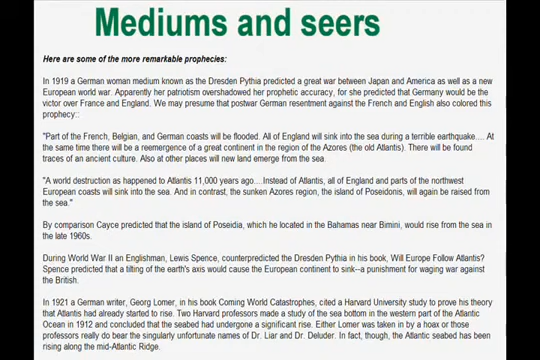 Mediums and seers
Here are some of the more remarkable prophecies:
In 1919 a German woman medium known as the Dresden Pythia predicted a great war between Japan and America as well as a new
European world war. Apparently her patriotism overshadowed her prophetic accuracy, for she predicted that Germany would be the
victor over France and England. We may presume that postwar German resentment against the French and English also colored this
prophecy::
"Part of the French, Belgian, and German coasts will be flooded. All of England will sink into the sea during a terrible earthquake.... At
the same time there will be a reemergence of a great continent in the region of the Azores (the old Atlantis). There will be found
traces of an ancient culture. Also at other places will new land emerge from the sea.
"A world destruction as happened to Atlantis 11,000 years ago....Instead of Atlantis, all of England and parts of the northwest
European coasts will sink into the sea. And in contrast, the sunken Azores region, the island of Poseidonis, will again be raised from
the sea."
By comparison Cayce predicted that the island of Poseidia, which he located in the Bahamas near Bimini, would rise from the sea in
the late 1960s.
During World War II an Englishman, Lewis Spence, counterpredicted the Dresden Pythia in his book, Will Europe Follow Atlantis?
Spence predicted that a tilting of the earth's axis would cause the European continent to sink--a punishment for waging war against
the British.
In 1921 a German writer, Georg Lomer, in his book Coming World Catastrophes, cited a Harvard University study to prove his theory
that Atlantis had already started to rise. Two Harvard professors made a study of the sea bottom in the western part of the Atlantic
Ocean in 1912 and concluded that the seabed had undergone a significant rise. Either Lomer was taken in by a hoax or those
professors really do bear the singularly unfortunate names of Dr. Liar and Dr. Deluder. In fact, though, the Atlantic seabed has been
rising along the mid-Atlantic Ridge.